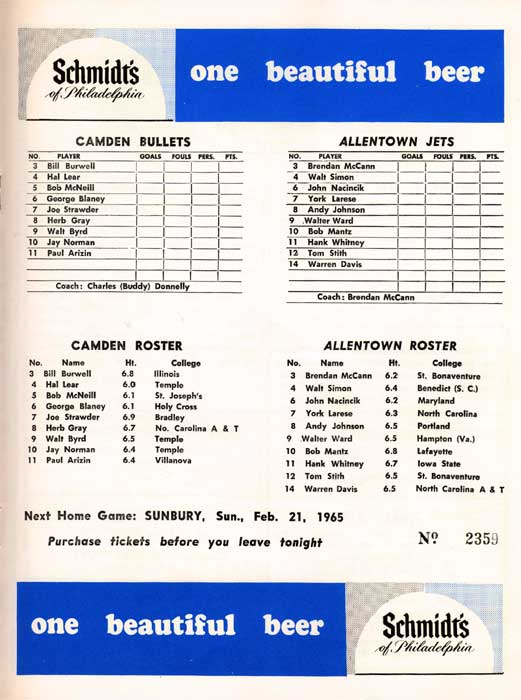 Schmidt's
of Philadelphia
one beautiful beer
CAMDEN BULLETS
NO. PLAYER GOALS FOULS PERS. PTS.
3 Bill Burwell
4 Hal Lear
5 Bob McNeill
6 George Blaney
7 Joe Strawder
8 Herb Gray
9 Walt Byrd
10 Jay Norman
11 Paul Arizin
Coach: Charles (Buddy) Donnelly
ALLENTOWN JETS
NO. PLAYER GOALS FOULS PERS. PTS.
3 Brendan McCann
4 Walt Simon
6 John Nacincik
7 York Larese
8 Andy Johnson
9 Walter Ward
10 Bob Mantz
11 Hank Whitney
12 Tom Stith
14 Warren Davis
Coach: Brendan McCann
CAMDEN ROSTER
No. Name Ht. College
3 Bill Burwell 6.8 Illinois
4 Hal Lear 6.0 Temple
5 Bob McNeill 6.1 St. Joseph's
6 George Blaney 6.1 Holy Cross
7 Joe Strawder 6.9 Bradley
8 Herb Gray 6.7 No. Carolina A & T
9 Walt Byrd 6.5 Temple
10 Jay Norman 6.4 Temple
11 Paul Arizin 6.4 Villanova
ALLENTOWN ROSTER
No. Name Ht. College
3 Brendan McCann 6.2 St. Bonaventure
4 Walt Simon 6.4 Benedict (S. C.)
6 John Nacincik 6.2 Maryland
7 York Larese 6.3 North Carolina
8 Andy Johnson 6.5 Portland
9 Walter Ward 6.5 Hampton (Va.)
10 Bob Mantz 6.8 Lafayette
11 Hank Whitney 6.7 Iowa State
12 Tom Stith 6.5 St. Bonaventure
14 Warren Davis 6.5 North Carolina A & T
Next Home Game: SUNBURY, Sun., Feb. 21, 1965
Purchase tickets before you leave tonight
Nº 2359
one beautiful beer
Schmidt's
of Philadelphia